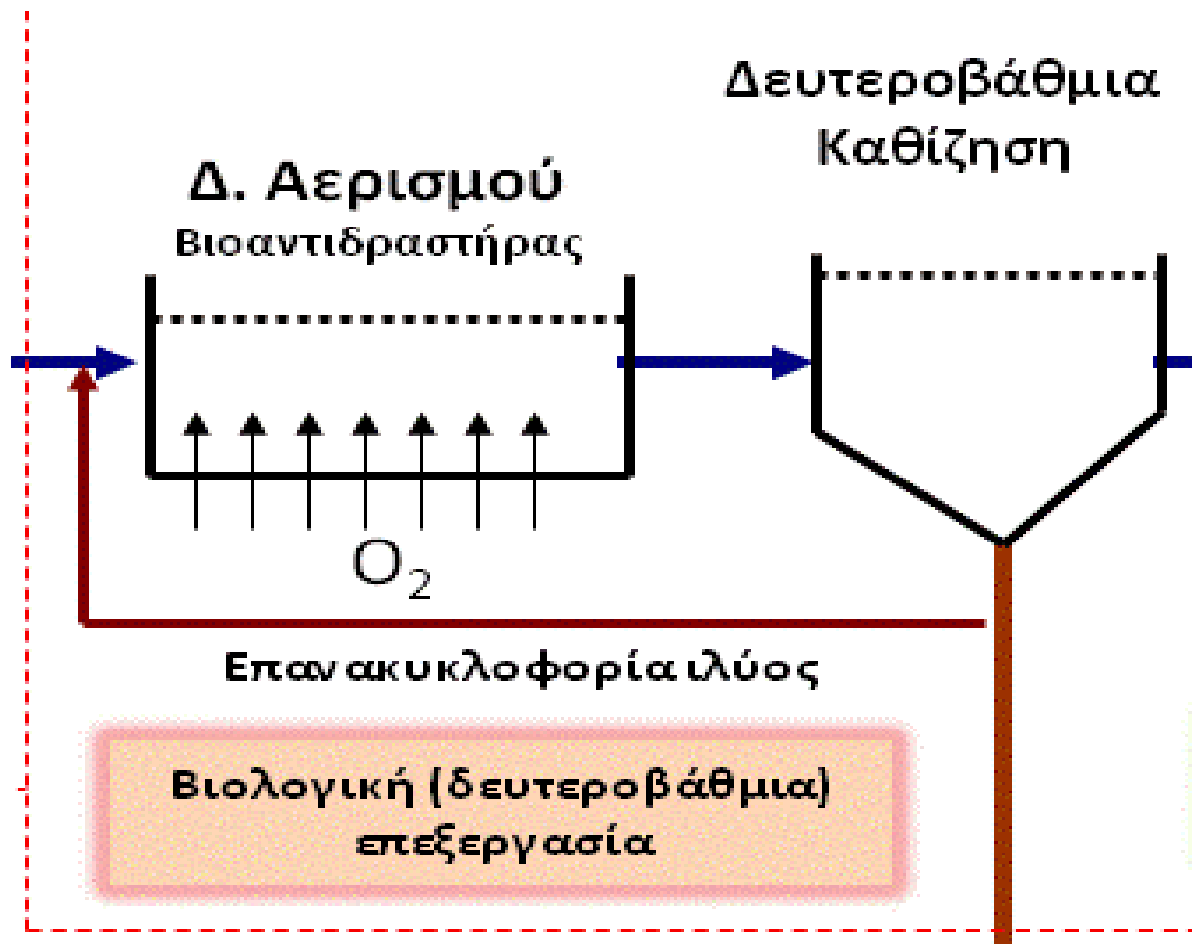 Δευτεροβάθμια
Καθίζηση
Δ. Αερισμού
Βιοαντιδραστήρας
O₂
Επανακυκλοφορία ιλύος
Βιολογική (δευτεροβάθμια)
επεξεργασία